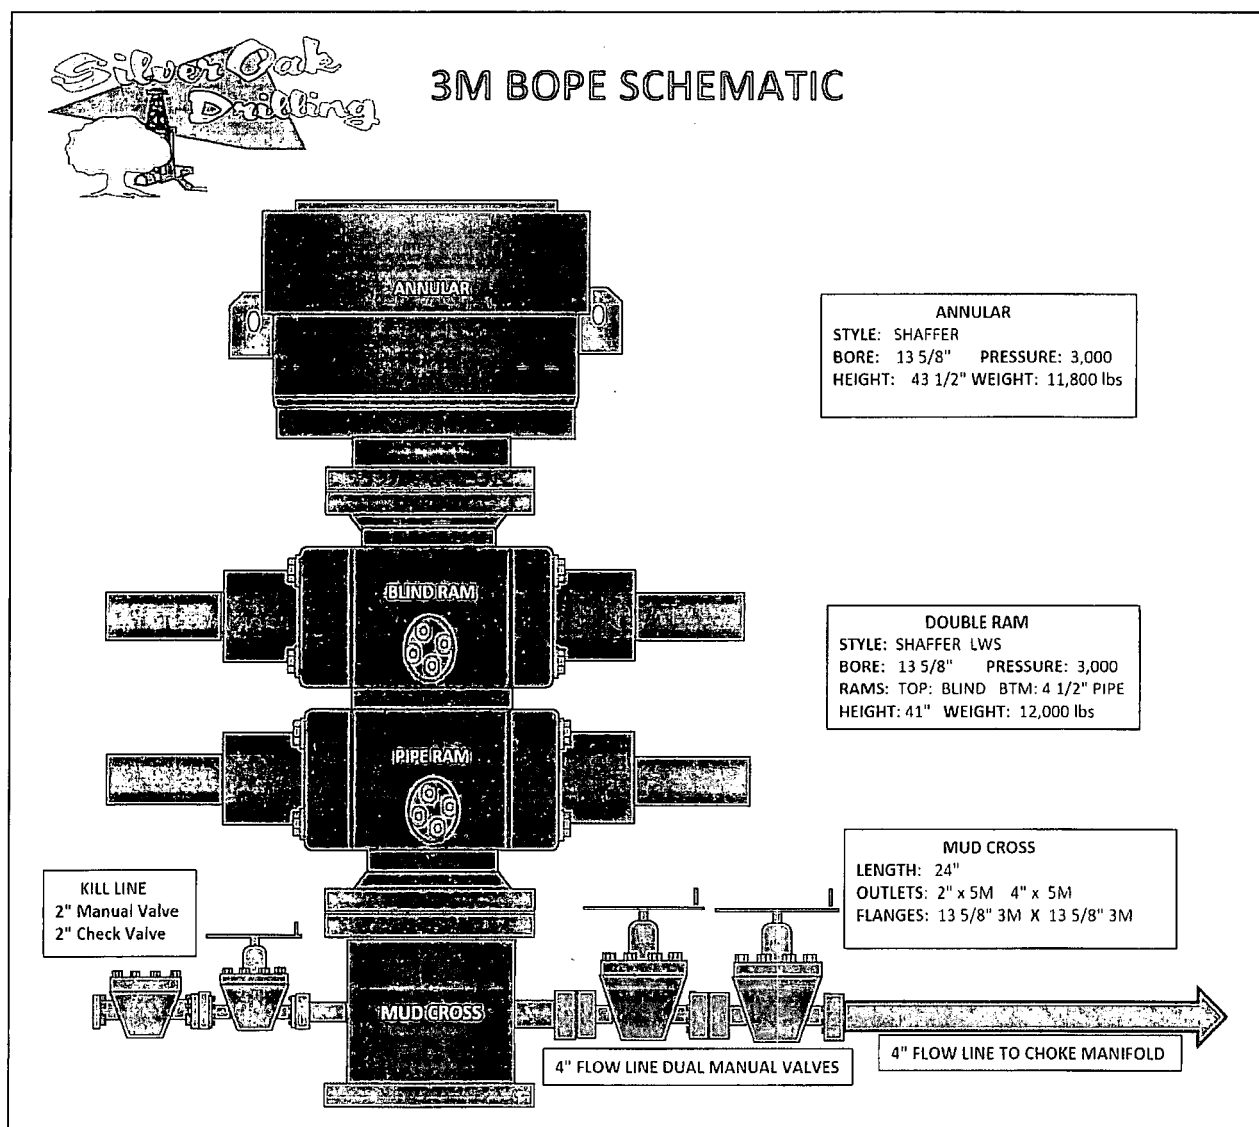 SilverOak
Drilling
3M BOPE SCHEMATIC
ANNULAR
ANNULAR
STYLE: SHAFFER
BORE: 13 5/8" PRESSURE: 3,000
HEIGHT: 43 1/2" WEIGHT: 11,800 lbs
BLIND RAM
DOUBLE RAM
STYLE: SHAFFER LWS
BORE: 13 5/8" PRESSURE: 3,000
RAMS: TOP: BLIND BTM: 4 1/2" PIPE
HEIGHT: 41" WEIGHT: 12,000 lbs
PIPE RAM
MUD CROSS
LENGTH: 24"
OUTLETS: 2" x 5M 4" x 5M
FLANGES: 13 5/8" 3M X 13 5/8" 3M
KILL LINE
2" Manual Valve
2" Check Valve
MUD CROSS
4" FLOW LINE DUAL MANUAL VALVES
4" FLOW LINE TO CHOKE MANIFOLD